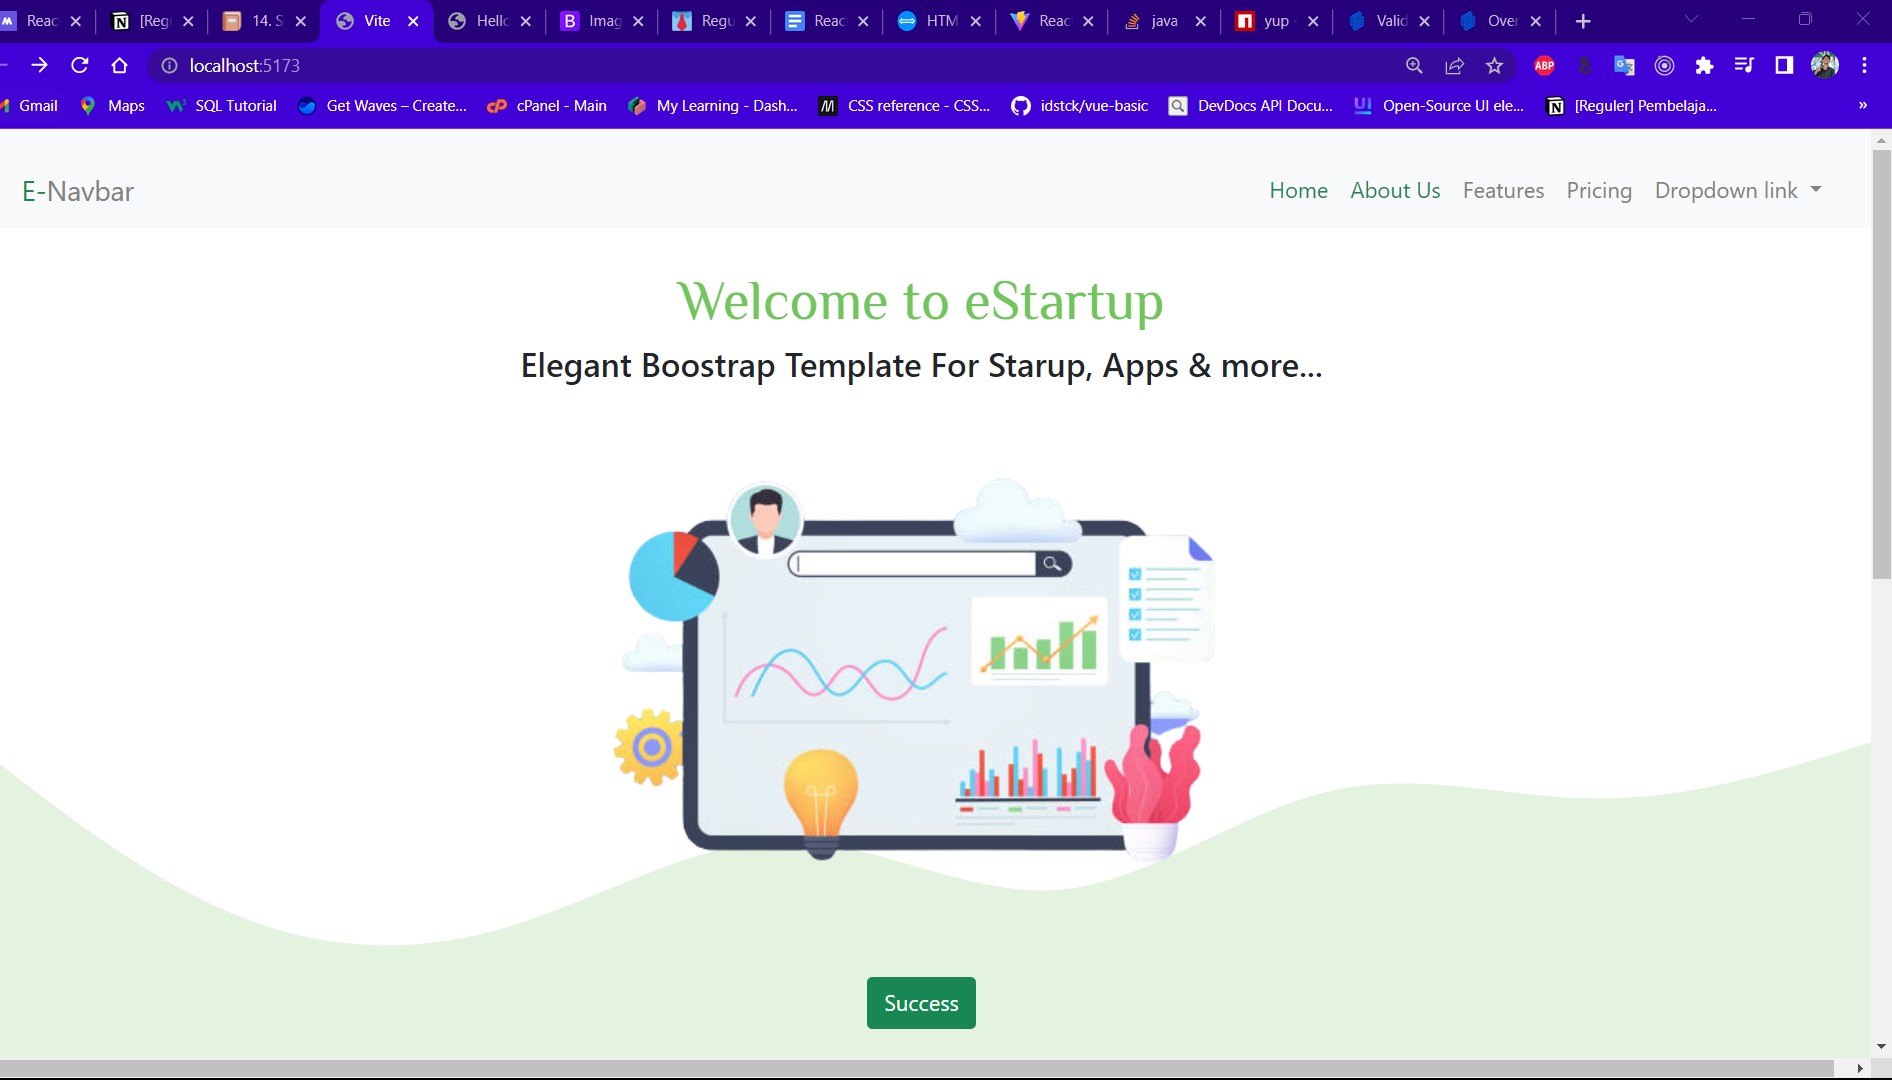 Reac [Regu 14. S Vite Hello Imag Regu Reac HTM Reac java yup - Valid Over
localhost:5173
ABP
Gmail Maps SQL Tutorial Get Waves – Create... cPanel - Main My Learning - Dash... CSS reference - CSS... idstck/vue-basic DevDocs API Docu... Open-Source UI ele... [Reguler] Pembelaja... »
E-Navbar Home About Us Features Pricing Dropdown link
Welcome to eStartup
Elegant Boostrap Template For Starup, Apps & more...
Success